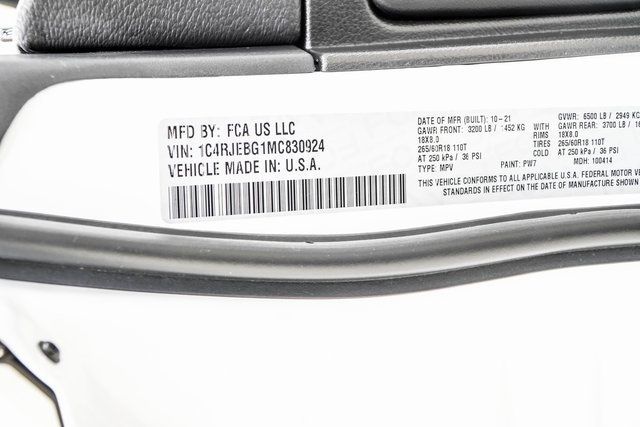 MFD BY: FCA US LLC
VIN: 1C4RJEBG1MC830924
VEHICLE MADE IN: U.S.A.
DATE OF MFR (BUILT): 10-21 GVWR: 6500 LB / 2949 KG
GAWR FRONT: 3200 LB / 1452 KG WITH GAWR REAR: 3700 LB /
18X8.0 RIMS 18X8.0
265/60R18 110T TIRES 265/60R18 110T
AT 250 kPa / 36 PSI COLD AT 250 kPa / 36 PSI
TYPE: MPV PAINT: PW7 MDH: 100414
THIS VEHICLE CONFORMS TO ALL APPLICABLE U.S.A. FEDERAL MOTOR
STANDARDS IN EFFECT ON THE DATE OF MANUFACTURE SHOWN